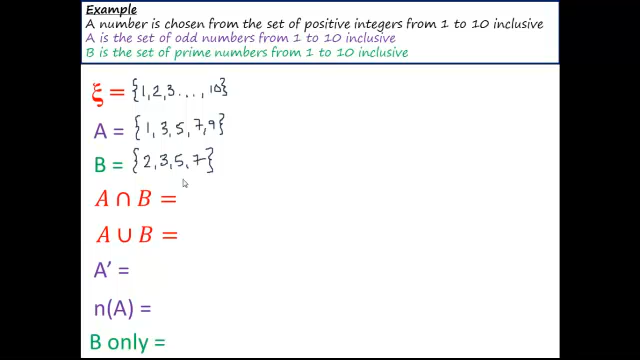 Example
A number is chosen from the set of positive integers from 1 to 10 inclusive
A is the set of odd numbers from 1 to 10 inclusive
B is the set of prime numbers from 1 to 10 inclusive
ξ = {1,2,3....,10}
A = {1,3,5,7,9}
B = {2,3,5,7}
A ∩ B =
A ∪ B =
A’ =
n(A) =
B only =